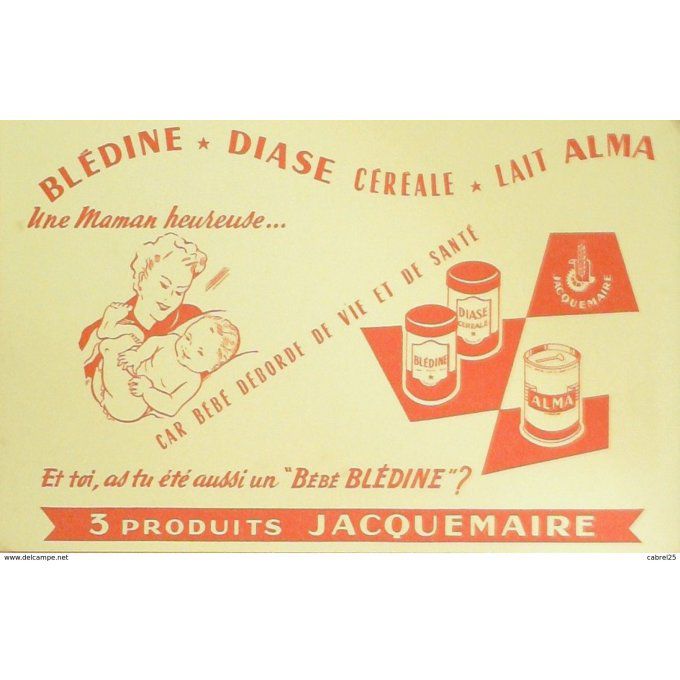 BLÉDINE ★ DIASE CÉRÉALE ★ LAIT ALMA
Une Maman heureuse...
CAR BÉBÉ DÉBORDE DE VIE ET DE SANTÉ
JACQUEMAIRE
DIASE
CÉRÉALE
BLÉDINE
ALMA
Et toi, as tu été aussi un "BÉBÉ BLÉDINE"?
3 PRODUITS JACQUEMAIRE
www.delcampe.net
cabrel25